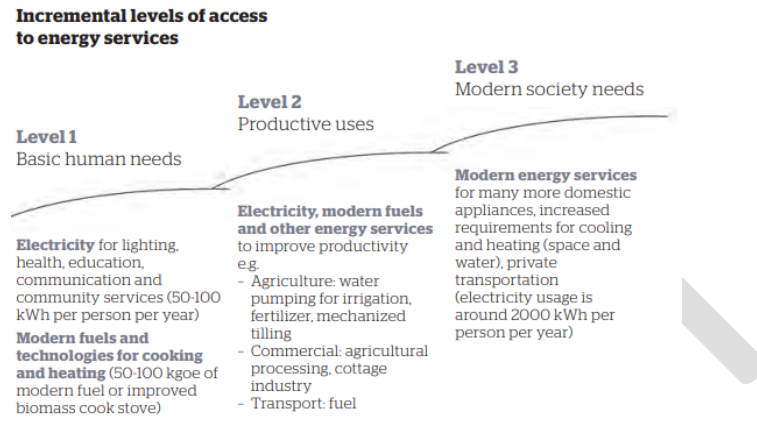 Incremental levels of access
to energy services
Level 1
Basic human needs
Electricity for lighting,
health, education,
communication and
community services (50-100
kWh per person per year)
Modern fuels and
technologies for cooking
and heating (50-100 kgoe of
modern fuel or improved
biomass cook stove)
Level 2
Productive uses
Electricity, modern fuels
and other energy services
to improve productivity
e.g.
- Agriculture: water
pumping for irrigation,
fertilizer, mechanized
tilling
- Commercial: agricultural
processing, cottage
industry
- Transport: fuel
Level 3
Modern society needs
Modern energy services
for many more domestic
appliances, increased
requirements for cooling
and heating (space and
water), private
transportation
(electricity usage is
around 2000 kWh per
person per year)